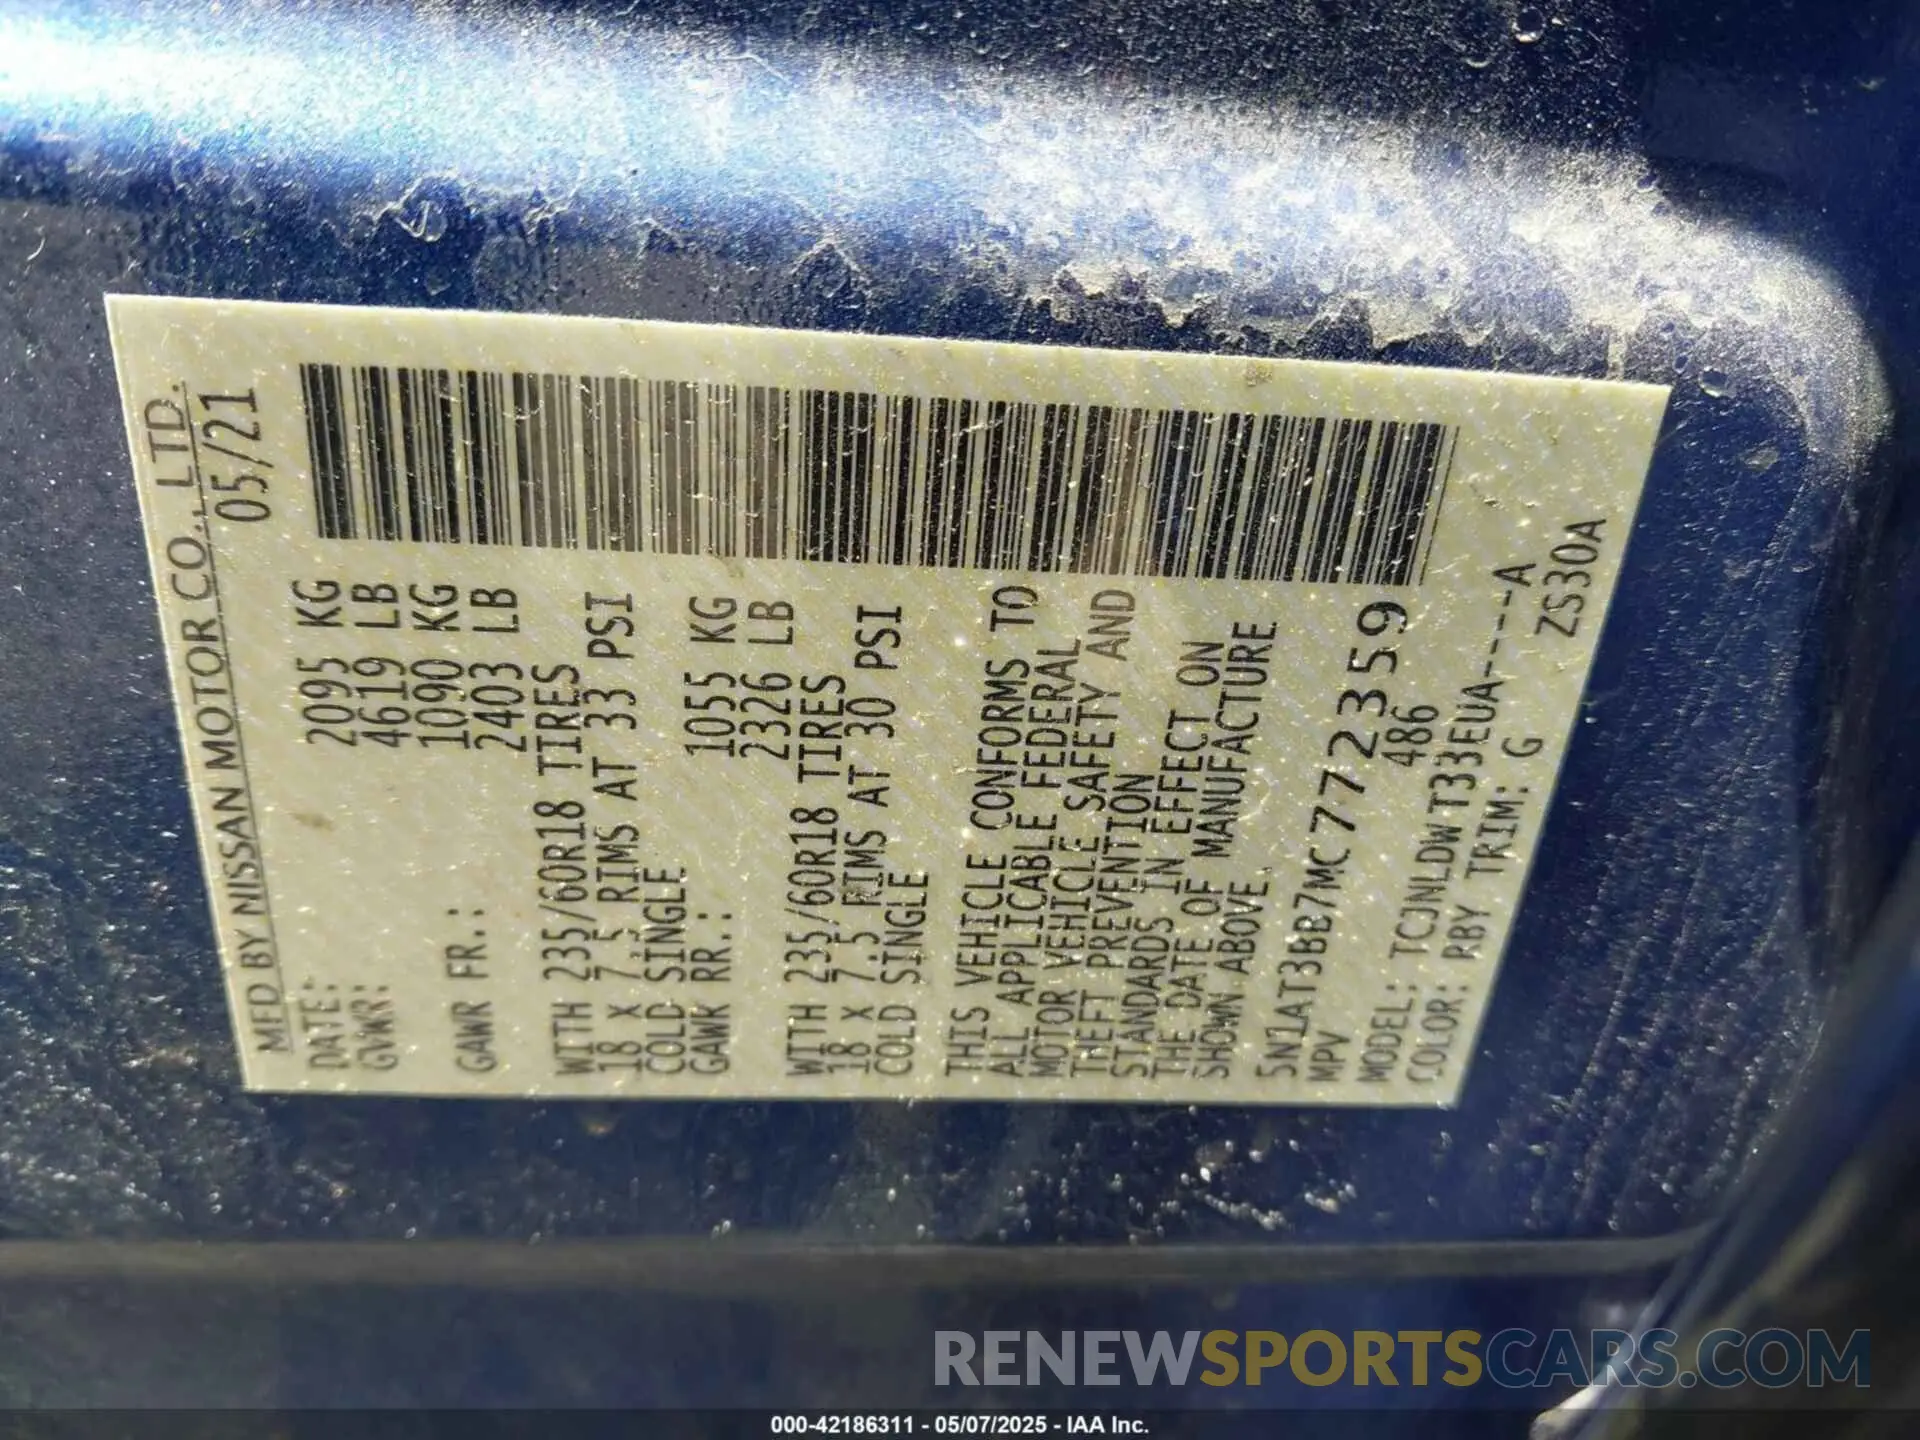 MFD BY NISSAN MOTOR CO., LTD.
DATE: 05/21
GVWR: 2095 KG
4619 LB
GAWR FR.: 1090 KG
2403 LB
WITH 235/60R18 TIRES
18 X 7.5 RIMS AT 33 PSI
COLD SINGLE
GAWR RR.: 1055 KG
2326 LB
WITH 235/60R18 TIRES
18 X 7.5 RIMS AT 30 PSI
COLD SINGLE
THIS VEHICLE CONFORMS TO
ALL APPLICABLE FEDERAL
MOTOR VEHICLE SAFETY AND
THEFT PREVENTION
STANDARDS IN EFFECT ON
THE DATE OF MANUFACTURE
SHOWN ABOVE.
5N1AT3BB7MC772359
MPV 486
MODEL: TCJNLDWT33EUA----A
COLOR: RBY TRIM: G ZS30A
RENEWSPORTSCARS.COM
000-42186311 - 05/07/2025 - IAA Inc.